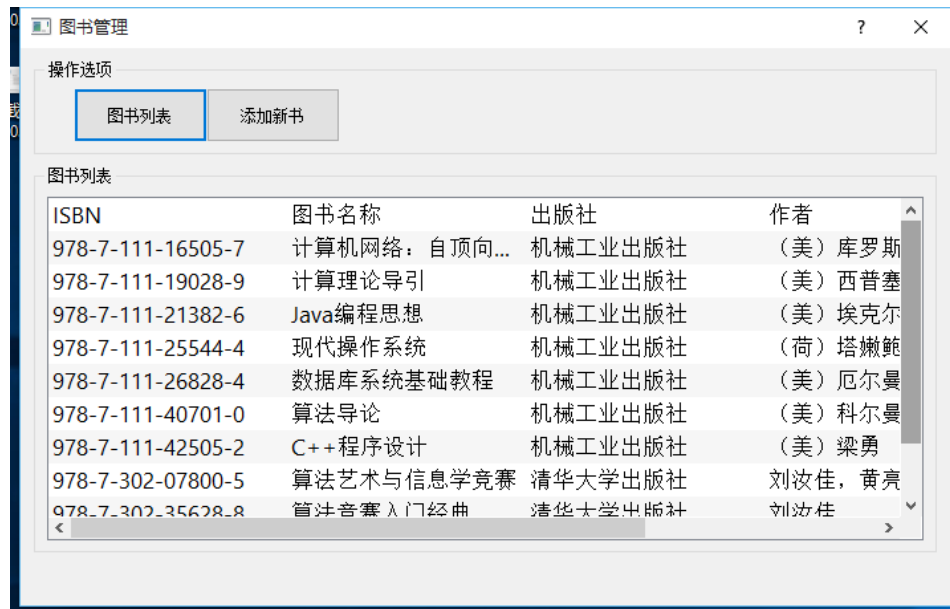 图书管理
操作选项
图书列表 添加新书
图书列表
ISBN 图书名称 出版社 作者
978-7-111-16505-7 计算机网络：自顶向... 机械工业出版社 （美）库罗斯
978-7-111-19028-9 计算理论导引 机械工业出版社 （美）西普塞
978-7-111-21382-6 Java编程思想 机械工业出版社 （美）埃克尔
978-7-111-25544-4 现代操作系统 机械工业出版社 （荷）塔嫩鲍
978-7-111-26828-4 数据库系统基础教程 机械工业出版社 （美）厄尔曼
978-7-111-40701-0 算法导论 机械工业出版社 （美）科尔曼
978-7-111-42505-2 C++程序设计 机械工业出版社 （美）梁勇
978-7-302-07800-5 算法艺术与信息学竞赛 清华大学出版社 刘汝佳，黄亮
978-7-302-35628-8 算法竞赛入门经典 清华大学出版社 刘汝佳